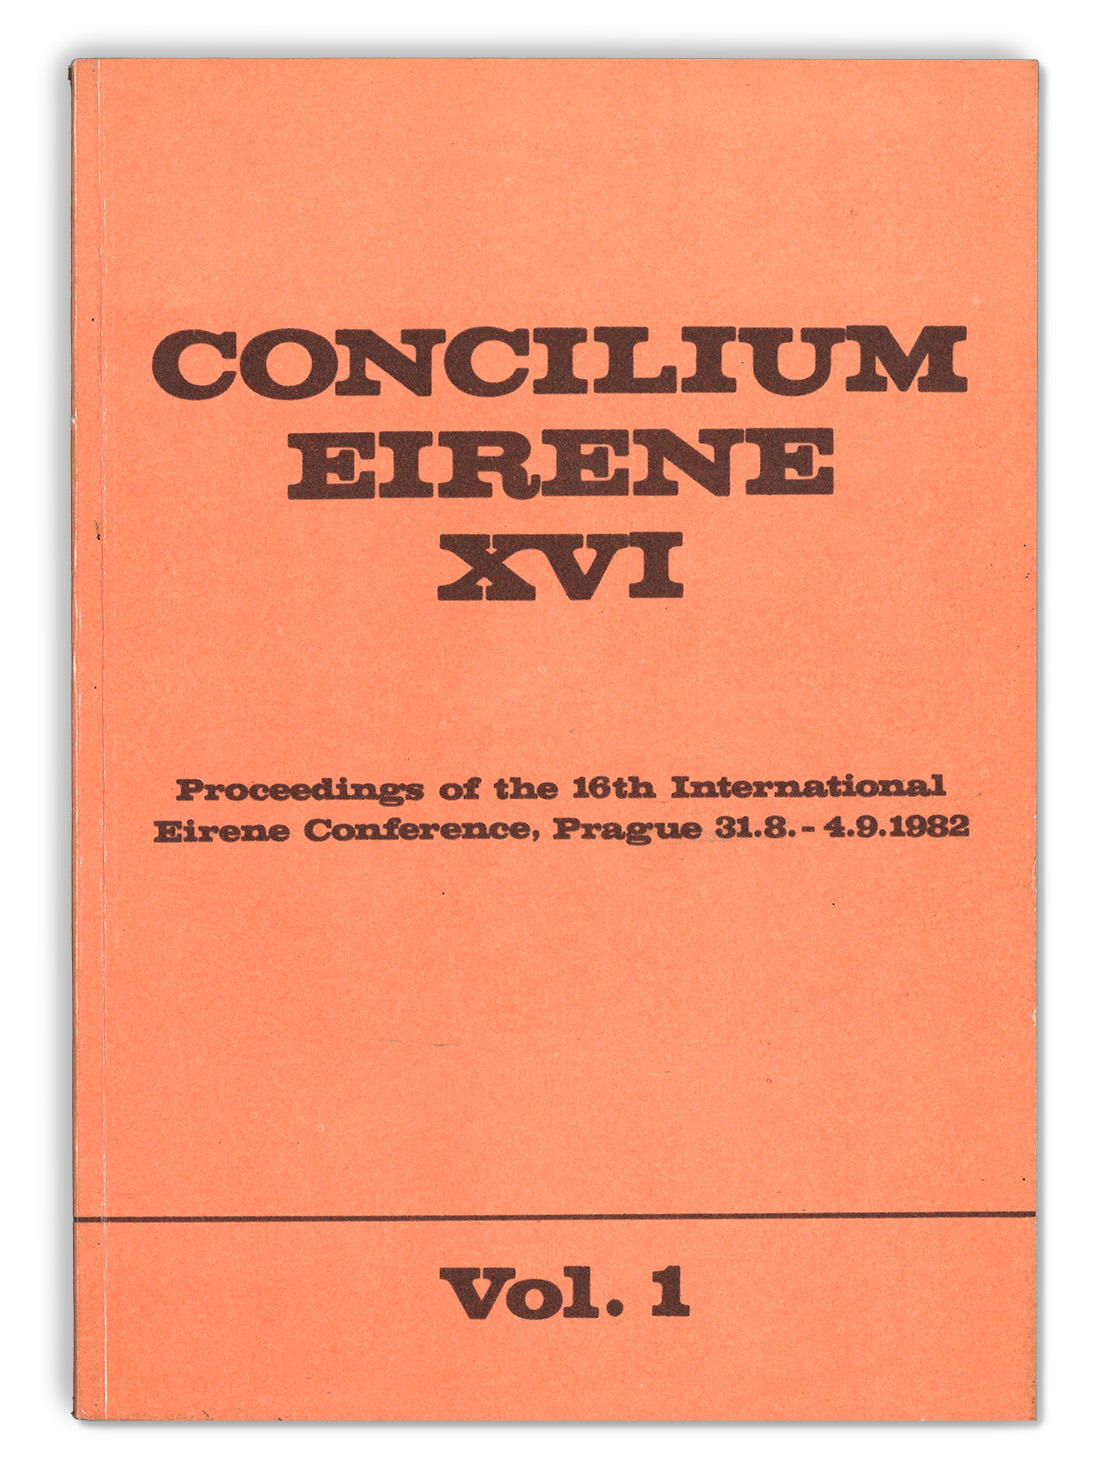 CONCILIUM
EIRENE
XVI
Proceedings of the 16th International
Eirene Conference, Prague 31.8.-4.9.1982
Vol. 1